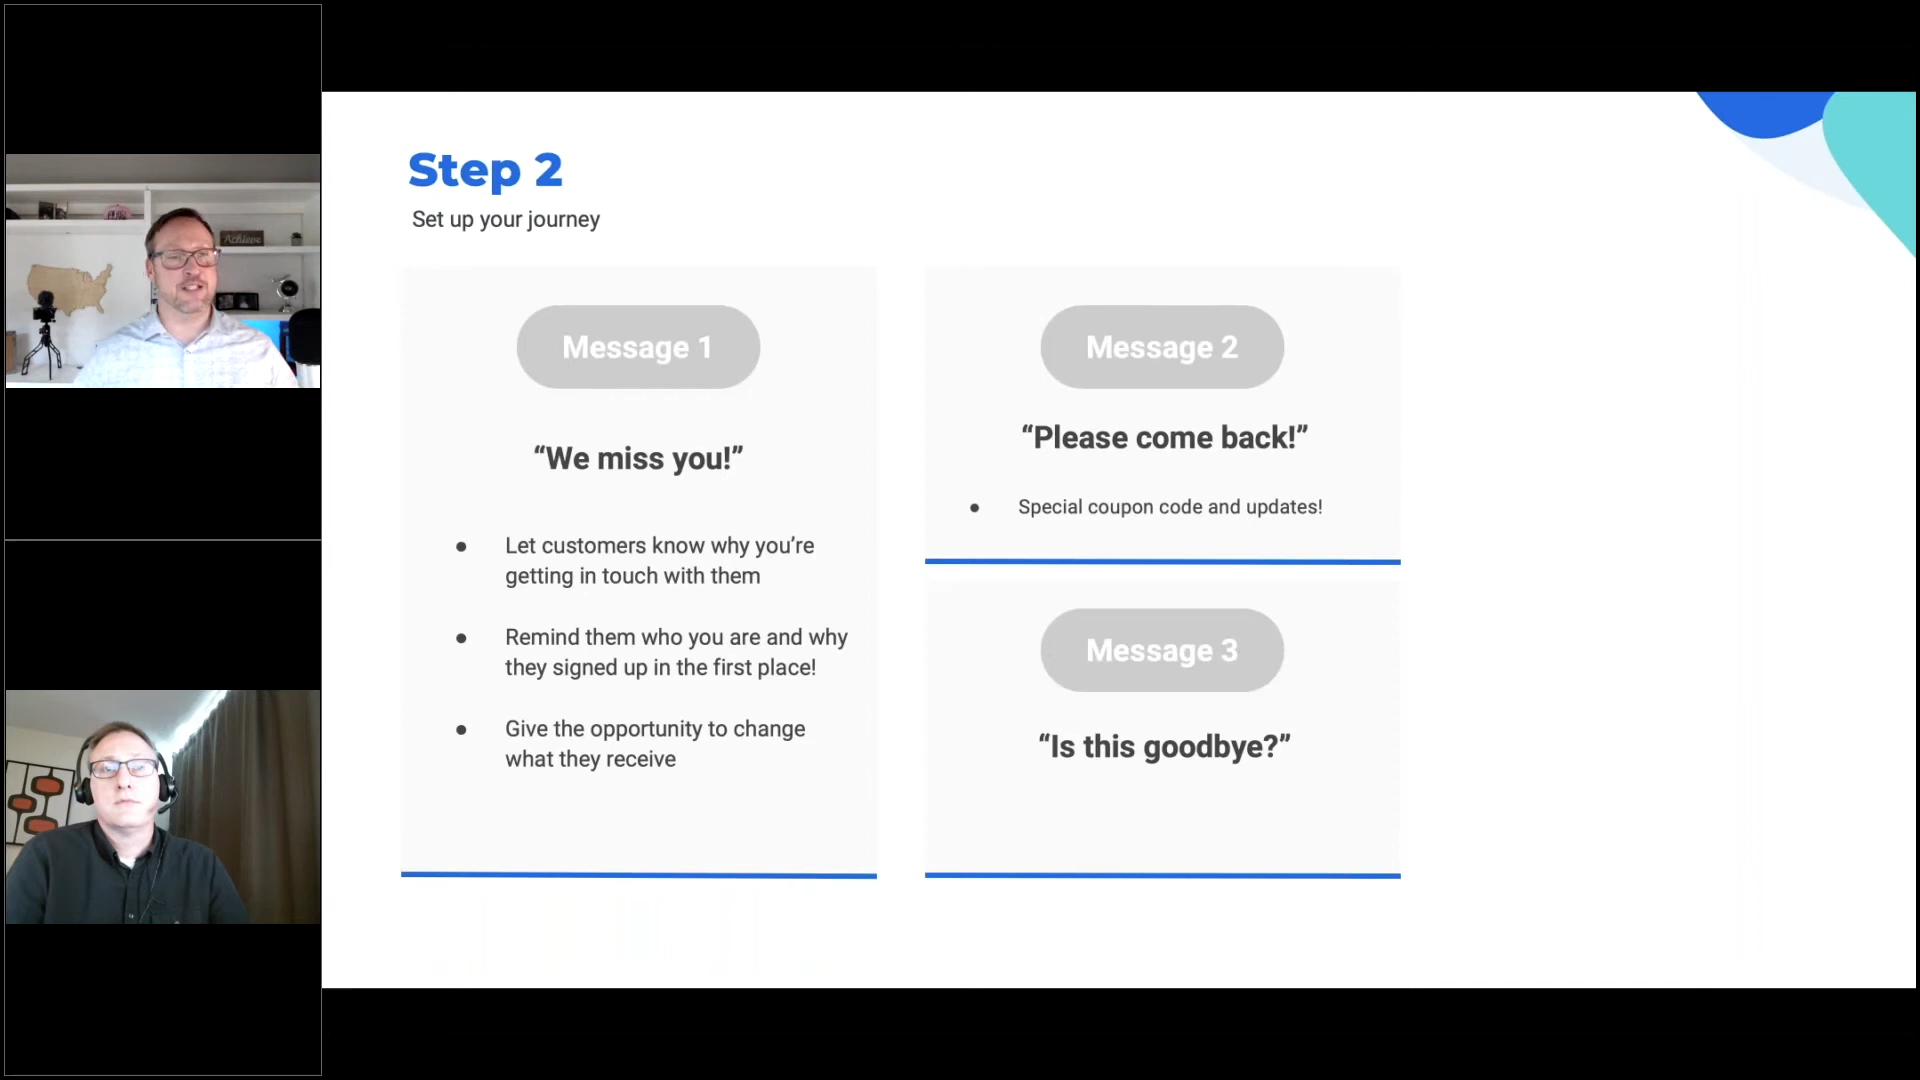 Step 2
Set up your journey
Message 1
“We miss you!”
● Let customers know why you’re
getting in touch with them
● Remind them who you are and why
they signed up in the first place!
● Give the opportunity to change
what they receive
Message 2
“Please come back!”
● Special coupon code and updates!
Message 3
“Is this goodbye?”
Achieve